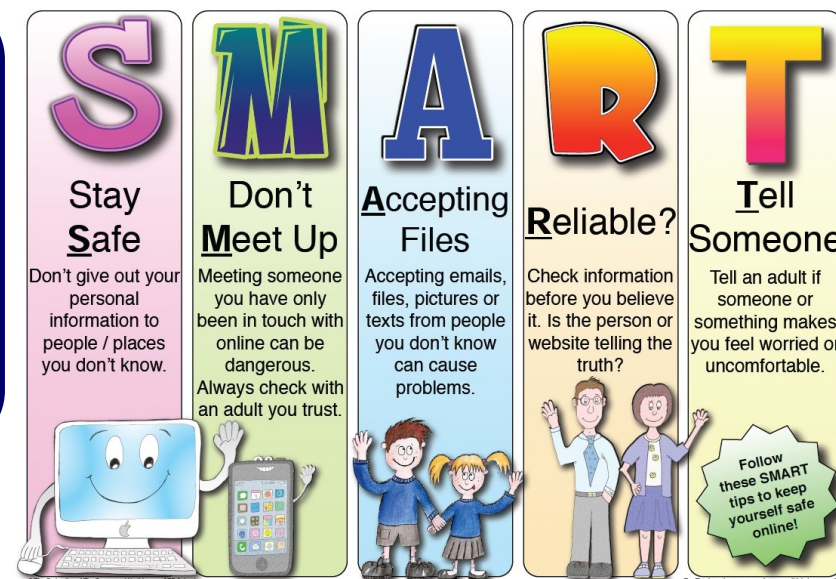 S
Stay
Safe
Don't give out your
personal
information to
people / places
you don't know.
M
Don't
Meet Up
Meeting someone
you have only
been in touch with
online can be
dangerous.
Always check with
an adult you trust.
A
Accepting
Files
Accepting emails,
files, pictures or
texts from people
you don't know
can cause
problems.
R
Reliable?
Check information
before you believe
it. Is the person or
website telling the
truth?
T
Tell
Someone
Tell an adult if
someone or
something makes
you feel worried or
uncomfortable.
Follow
these SMART
tips to keep
yourself safe
online!